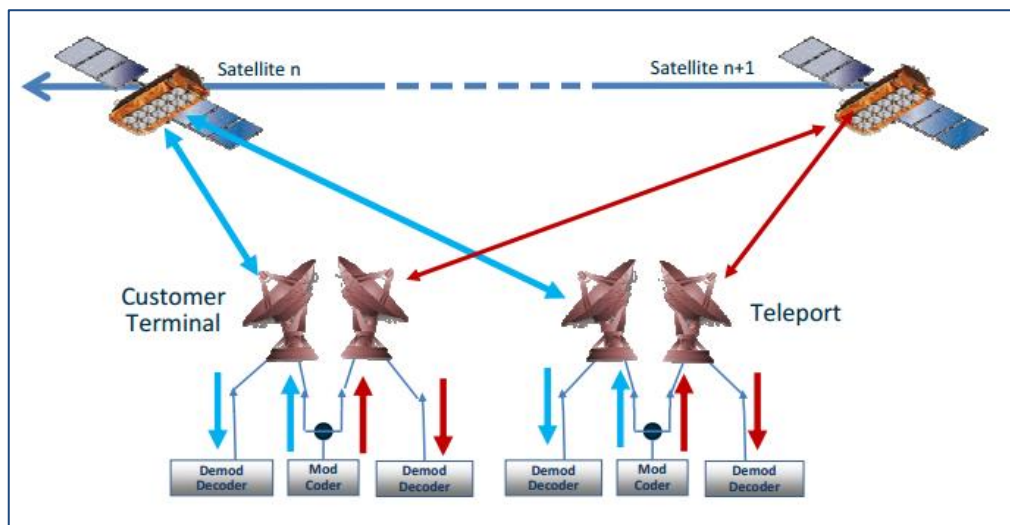 Satellite n
Satellite n+1
Customer
Terminal
Teleport
Demod
Decoder
Mod
Coder
Demod
Decoder
Demod
Decoder
Mod
Coder
Demod
Decoder